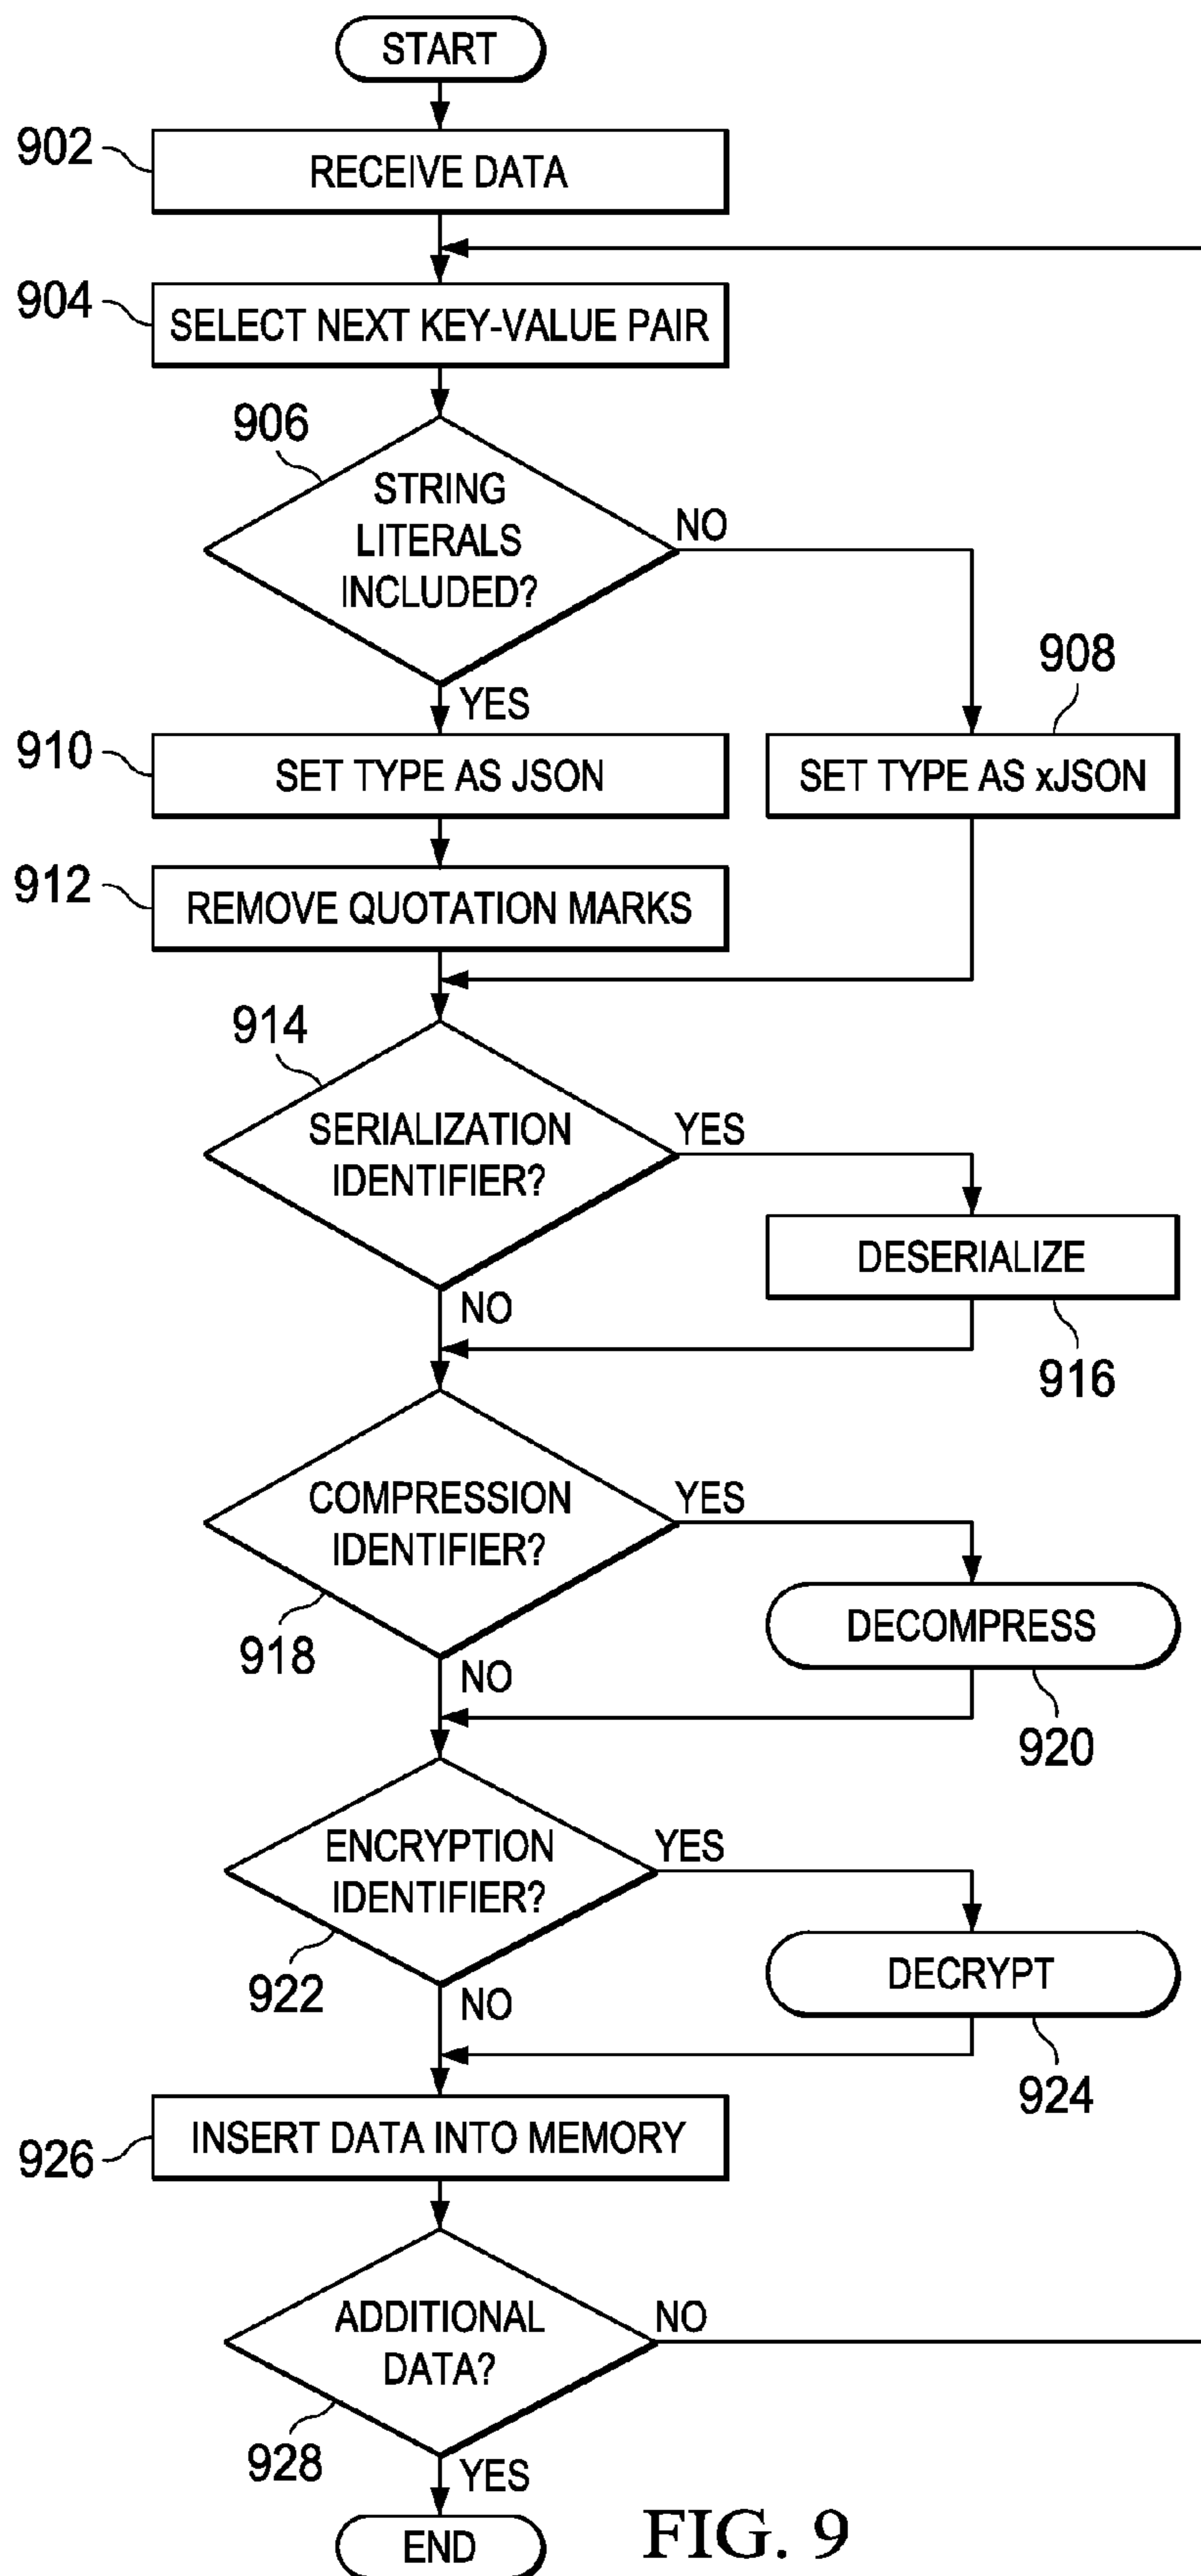 START
902
RECEIVE DATA
904
SELECT NEXT KEY-VALUE PAIR
906
STRING
LITERALS
INCLUDED?
NO
908
YES
910
SET TYPE AS JSON
SET TYPE AS xJSON
912
REMOVE QUOTATION MARKS
914
SERIALIZATION
IDENTIFIER?
YES
DESERIALIZE
NO
916
COMPRESSION
IDENTIFIER?
YES
DECOMPRESS
918
NO
920
ENCRYPTION
IDENTIFIER?
YES
DECRYPT
922
NO
924
926
INSERT DATA INTO MEMORY
ADDITIONAL
DATA?
NO
928
YES
END
FIG. 9